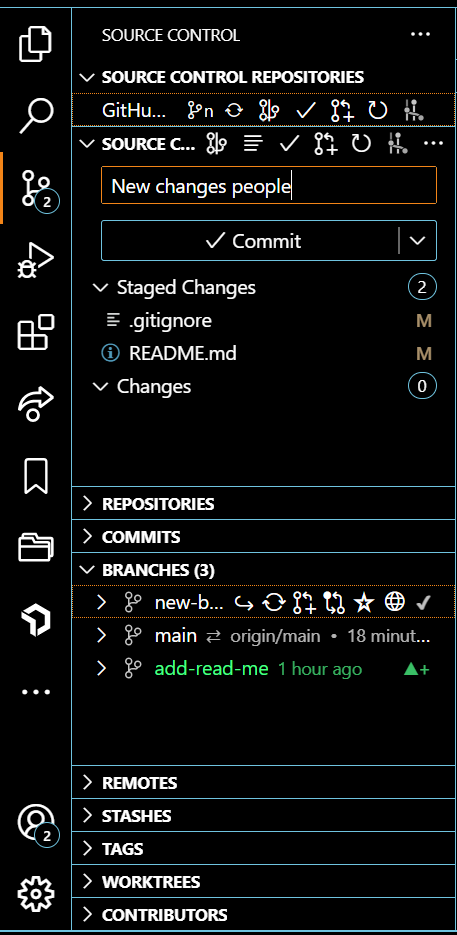 SOURCE CONTROL
SOURCE CONTROL REPOSITORIES
GitHu... n
SOURCE C...
2
New changes people
Commit
Staged Changes 2
.gitignore M
README.md M
Changes 0
REPOSITORIES
COMMITS
BRANCHES (3)
new-b...
main origin/main • 18 minut...
add-read-me 1 hour ago ▲+
REMOTES
STASHES
2
TAGS
WORKTREES
CONTRIBUTORS